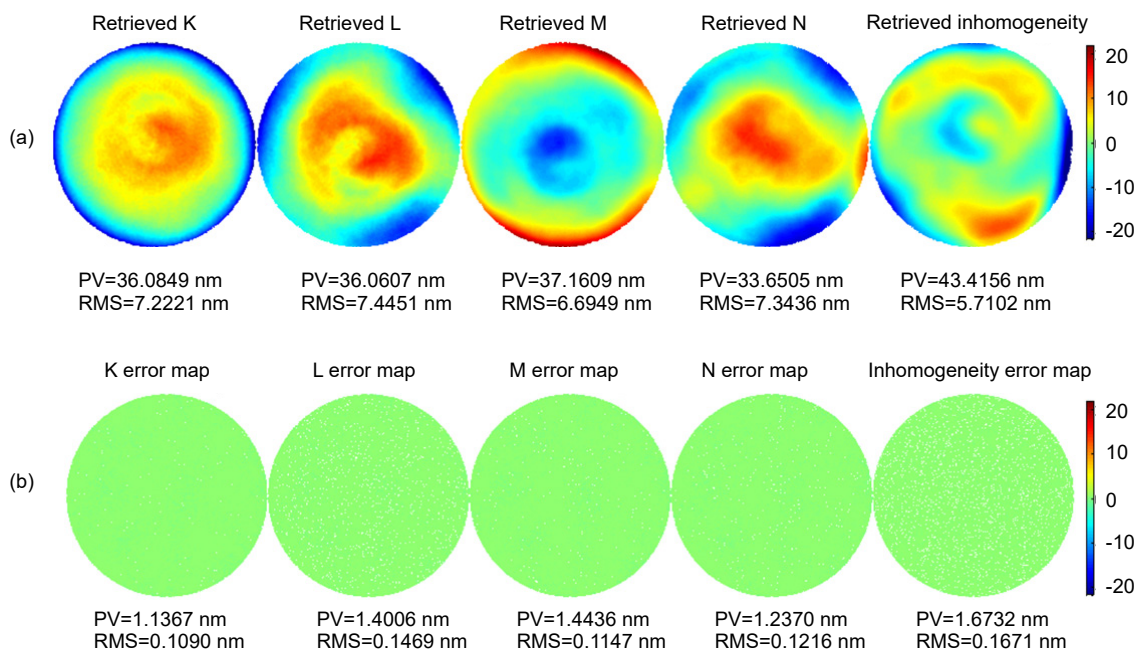 Retrieved K Retrieved L Retrieved M Retrieved N Retrieved inhomogeneity
20
10
(a) 0
-10
-20
PV=36.0849 nm PV=36.0607 nm PV=37.1609 nm PV=33.6505 nm PV=43.4156 nm
RMS=7.2221 nm RMS=7.4451 nm RMS=6.6949 nm RMS=7.3436 nm RMS=5.7102 nm
K error map L error map M error map N error map Inhomogeneity error map
20
10
(b) 0
-10
-20
PV=1.1367 nm PV=1.4006 nm PV=1.4436 nm PV=1.2370 nm PV=1.6732 nm
RMS=0.1090 nm RMS=0.1469 nm RMS=0.1147 nm RMS=0.1216 nm RMS=0.1671 nm